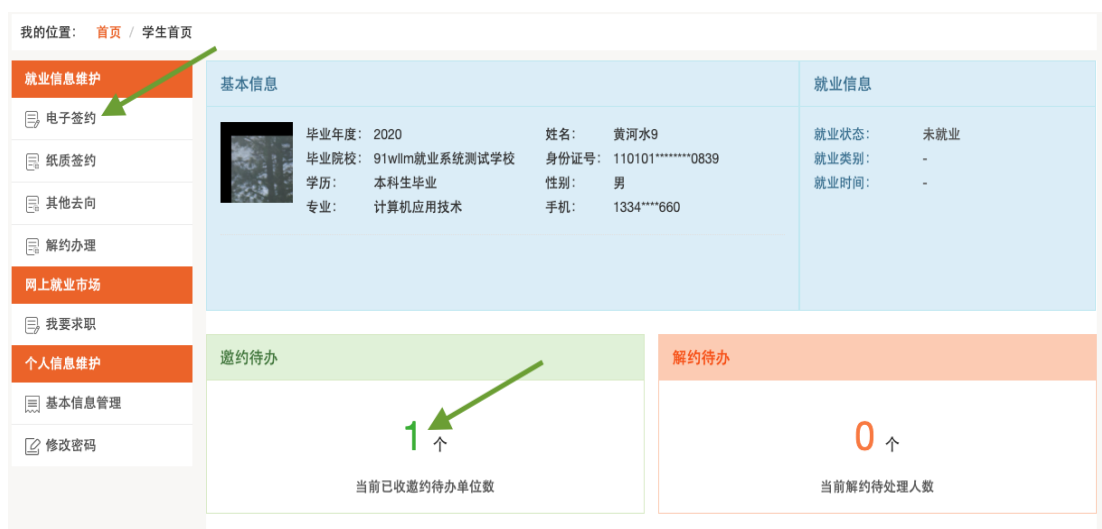 我的位置： 首页 / 学生首页
就业信息维护
电子签约
纸质签约
其他去向
解约办理
网上就业市场
我要求职
个人信息维护
基本信息管理
修改密码
基本信息
毕业年度： 2020 姓名： 黄河水9
毕业院校： 91wllm就业系统测试学校 身份证号： 110101********0839
学历： 本科生毕业 性别： 男
专业： 计算机应用技术 手机： 1334****660
就业信息
就业状态： 未就业
就业类别： -
就业时间： -
邀约待办
1 个
当前已收邀约待办单位数
解约待办
0 个
当前解约待处理人数